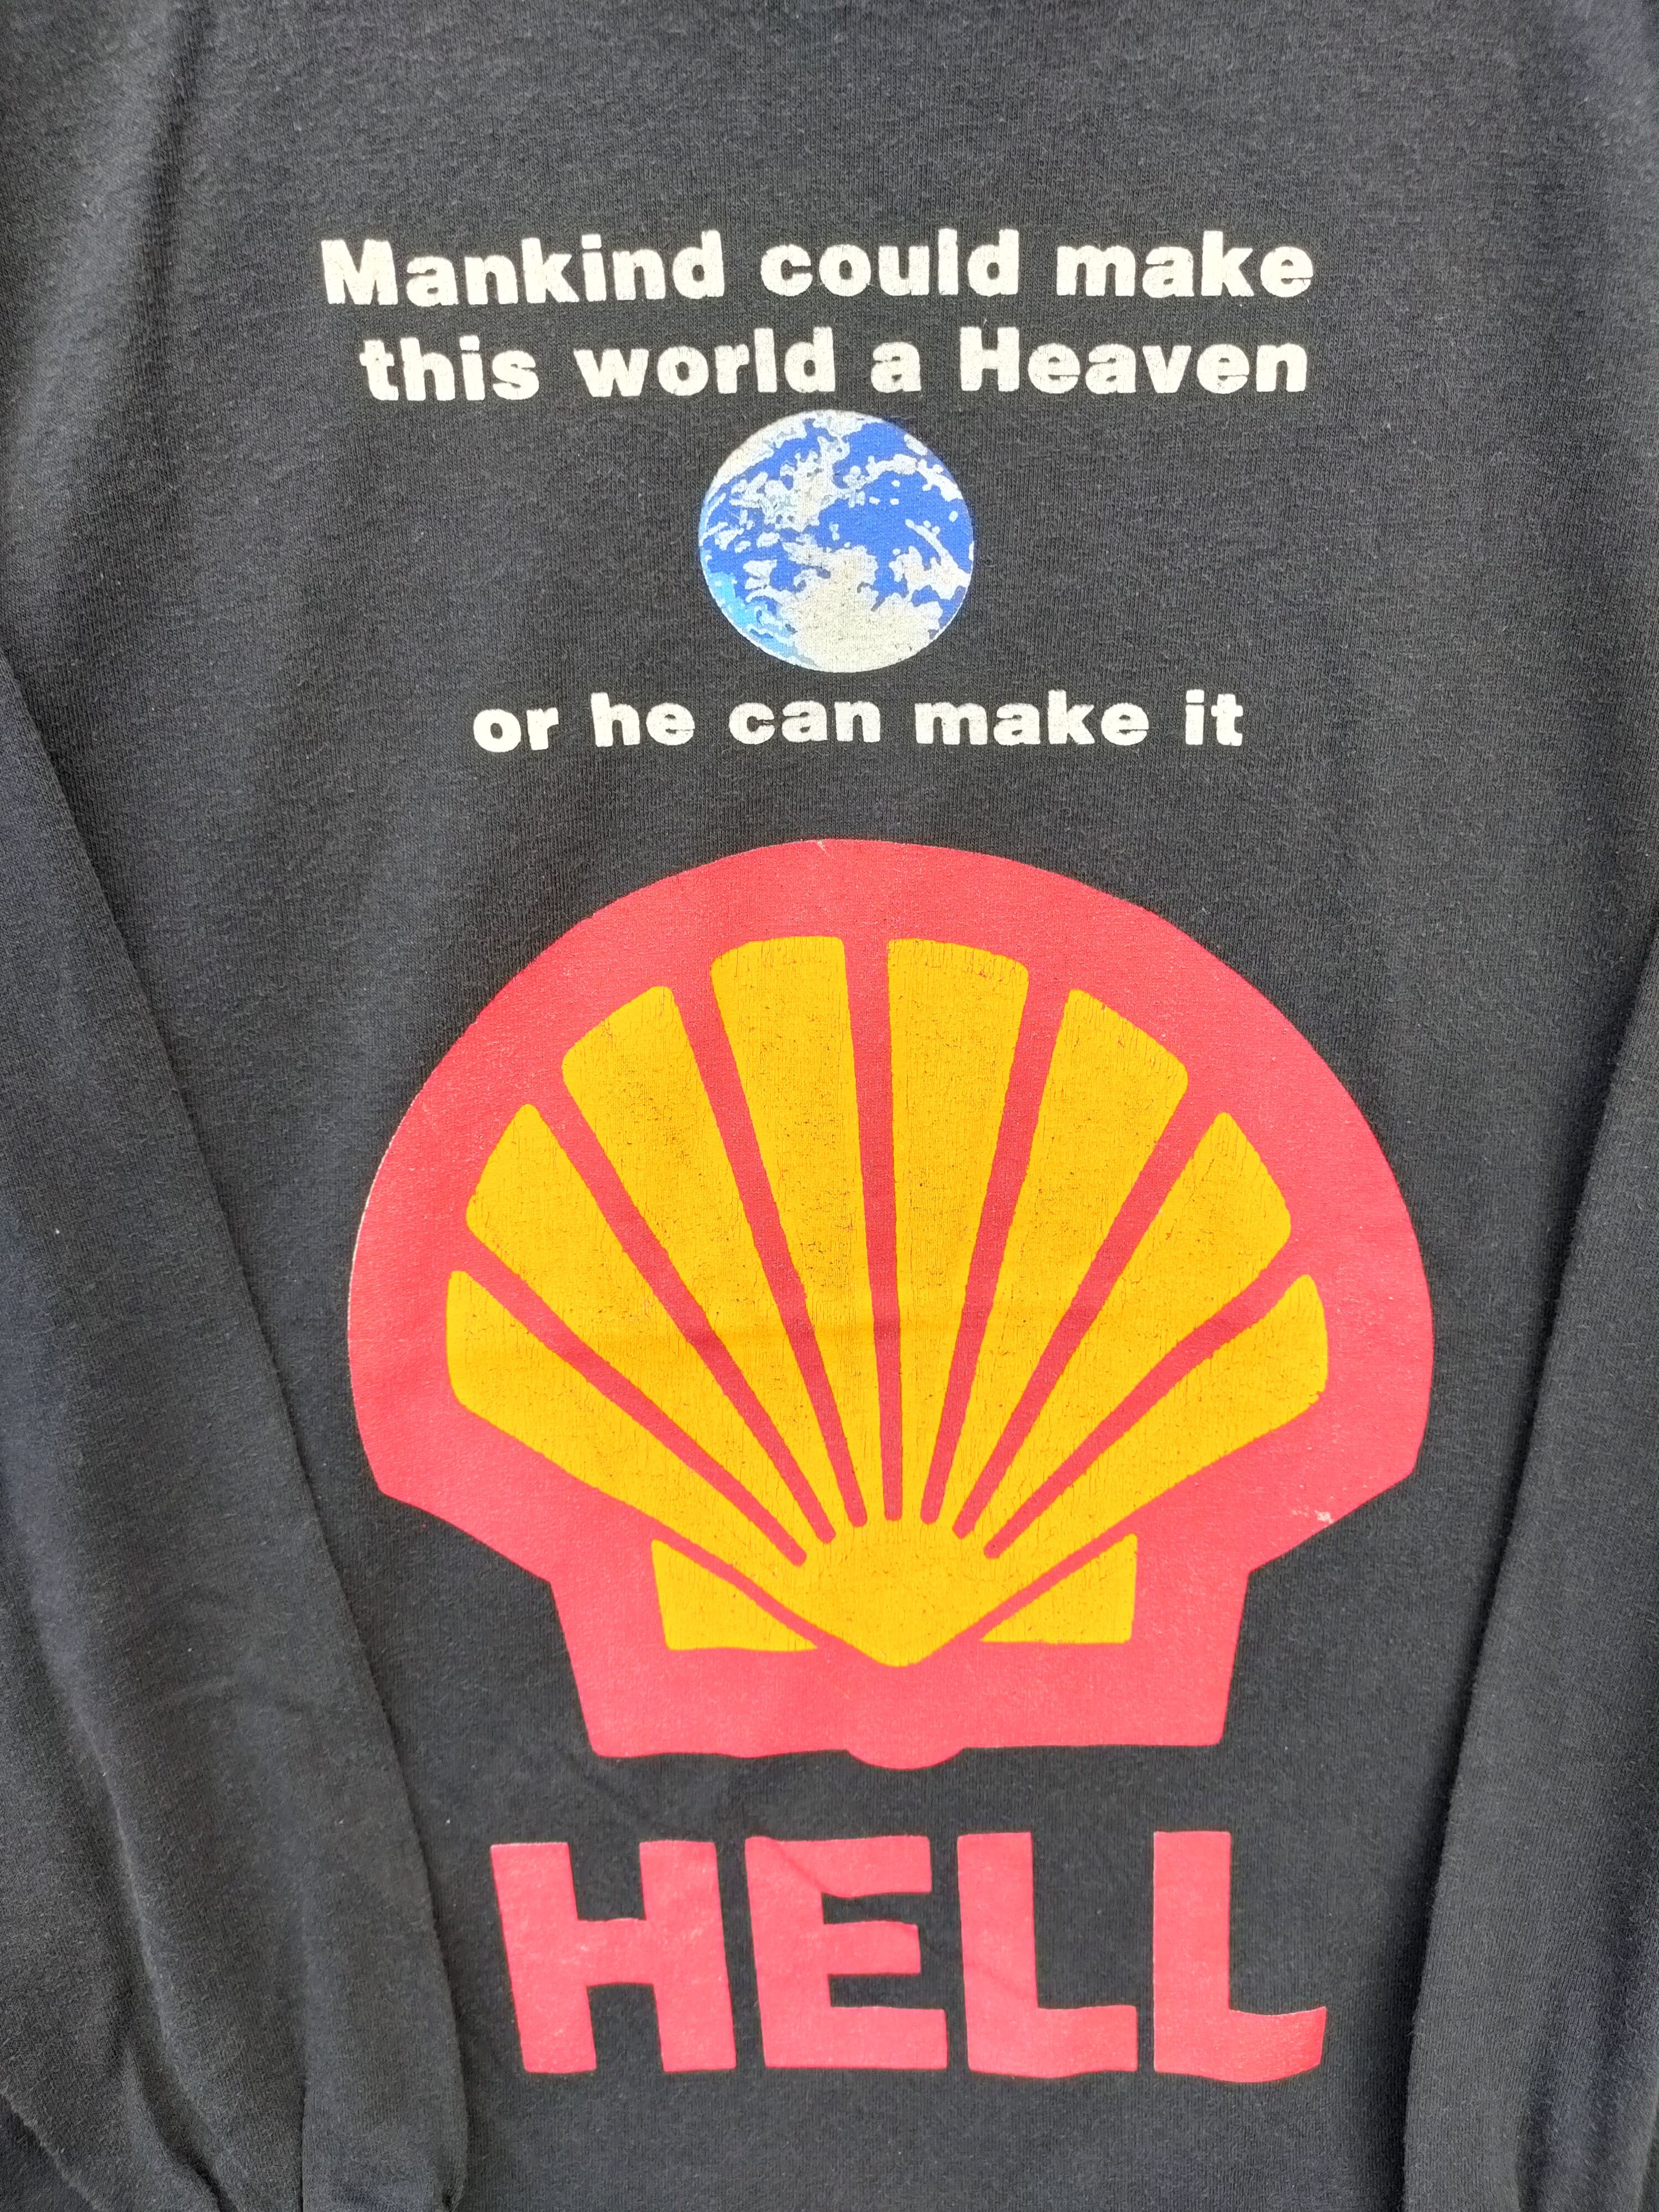 Mankind could make
this world a Heaven
or he can make it
HELL